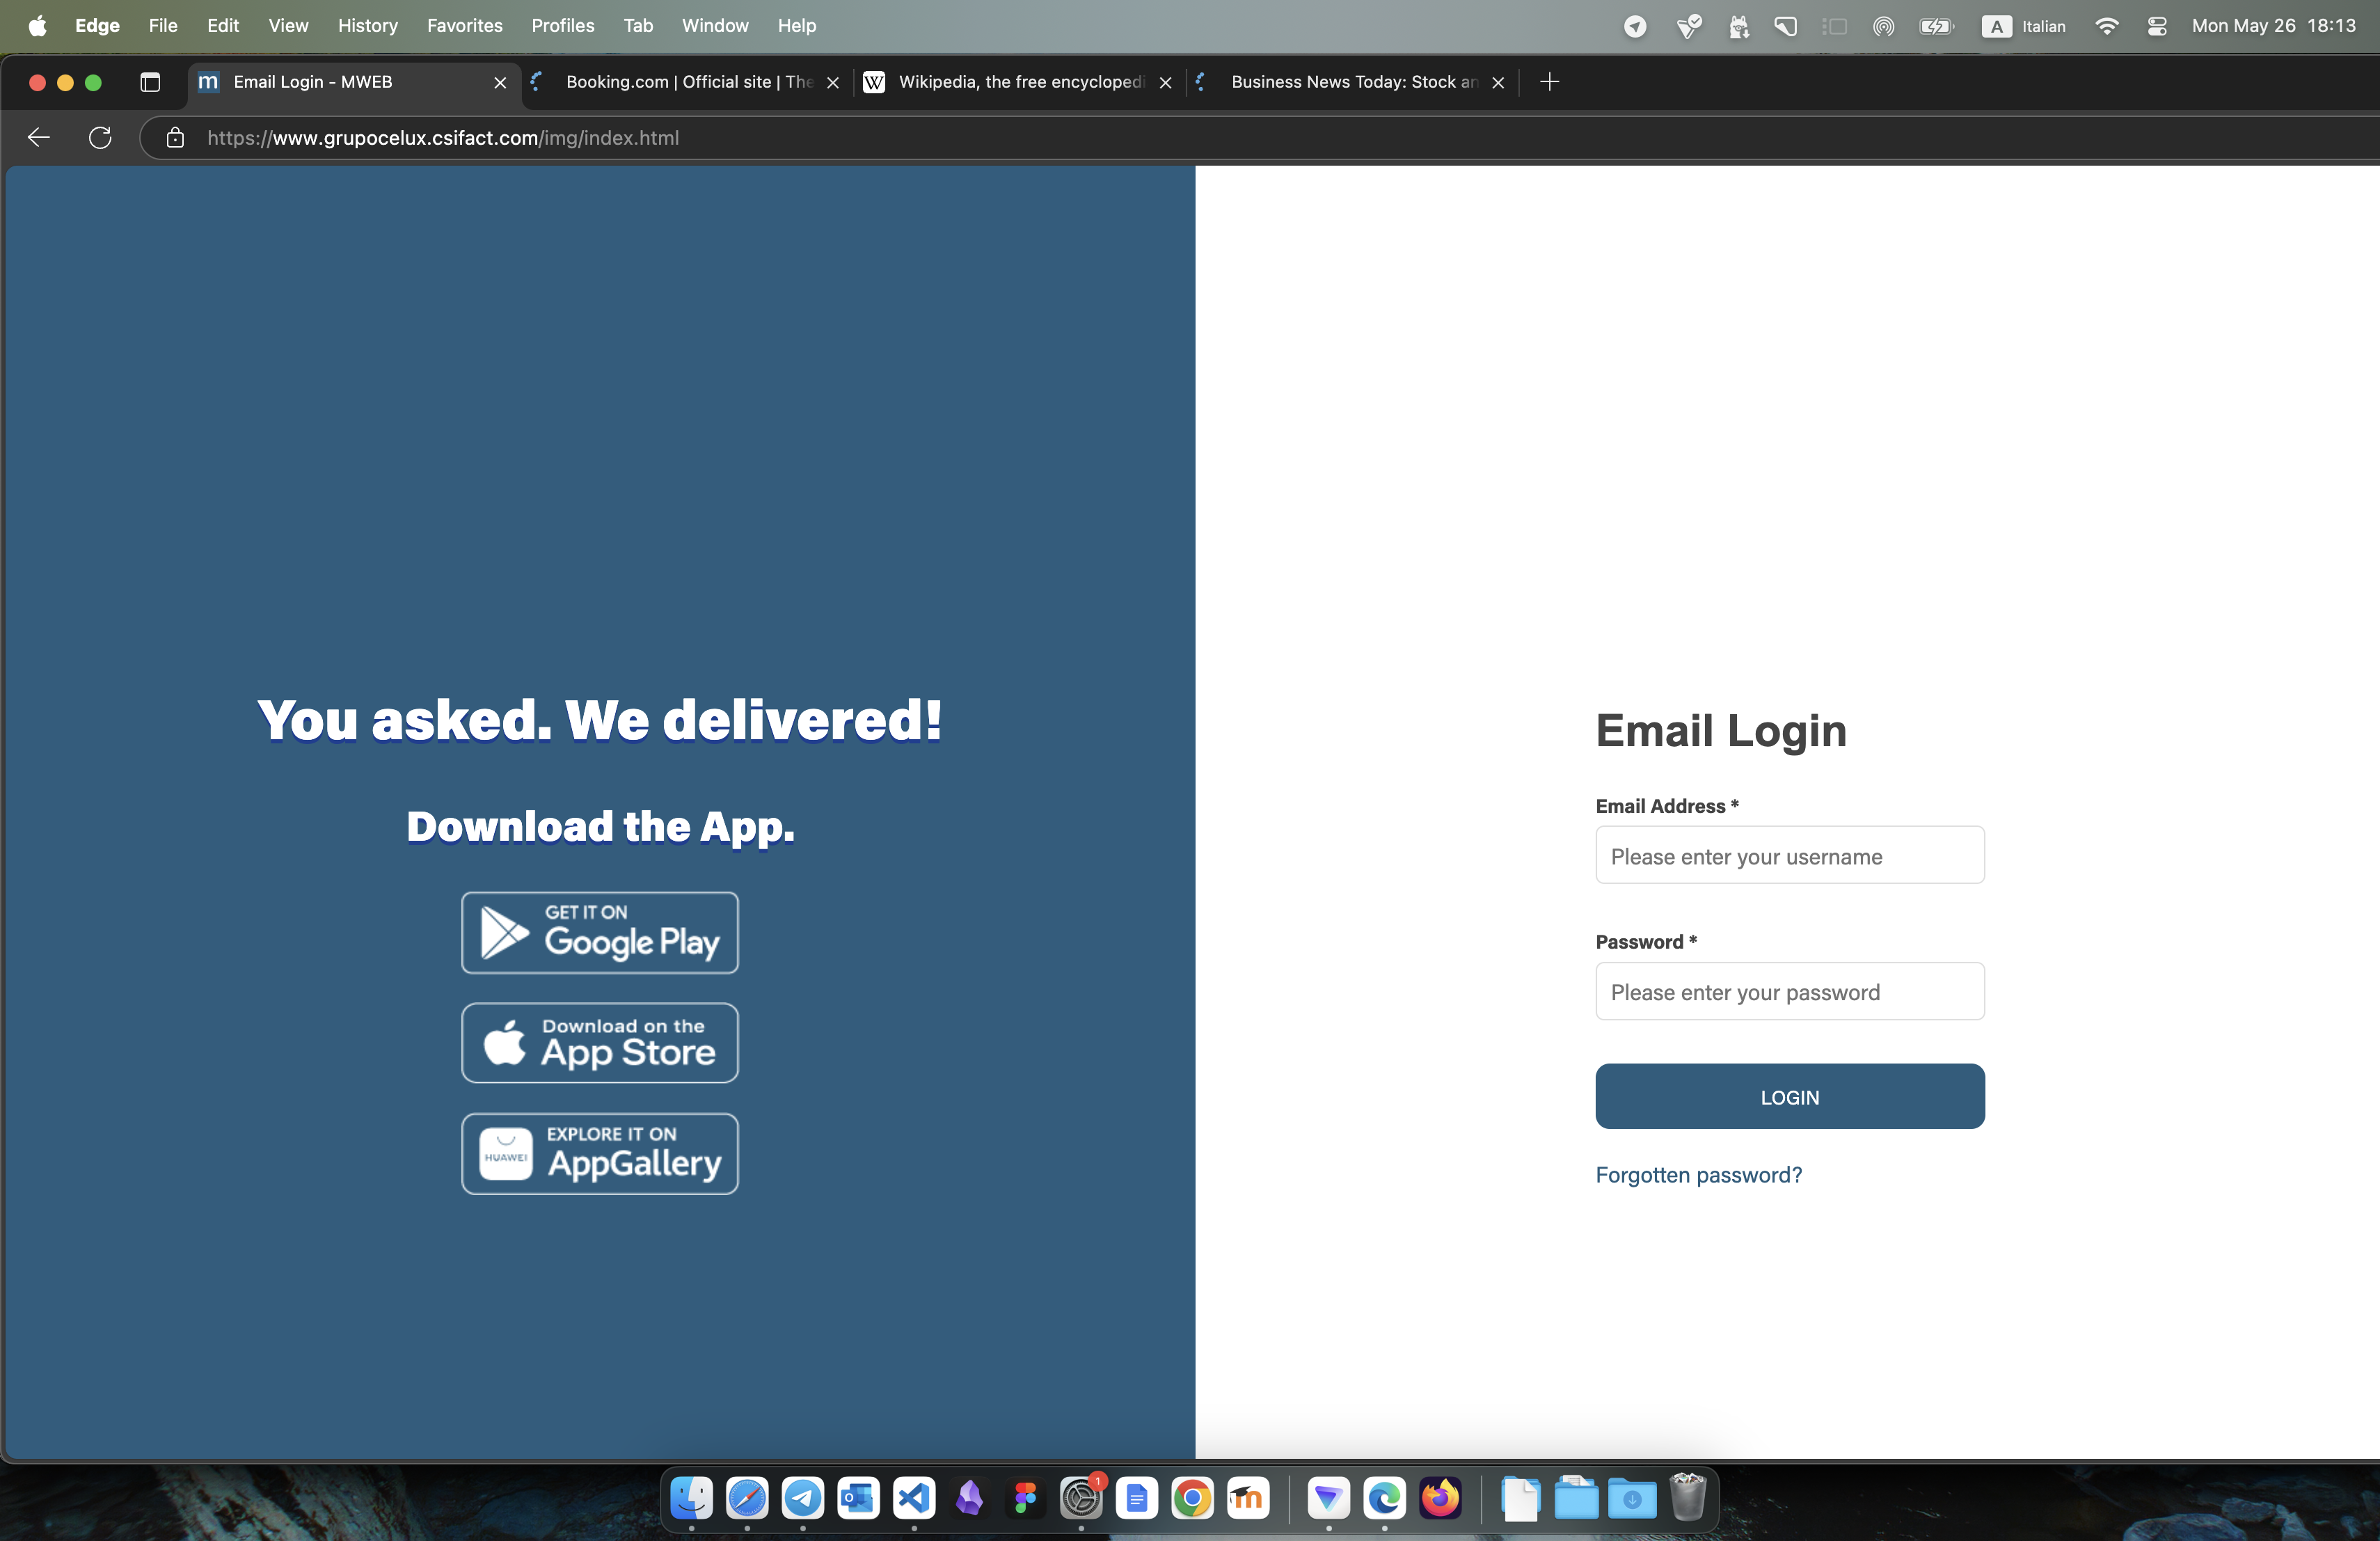 Edge File Edit View History Favorites Profiles Tab Window Help
A Italian Mon May 26 18:13
m Email Login - MWEB
Booking.com | Official site | The
W Wikipedia, the free encyclopedi
Business News Today: Stock an
https://www.grupocelux.csifact.com/img/index.html
You asked. We delivered!
Download the App.
GET IT ON
Google Play
Download on the
App Store
HUAWEI
EXPLORE IT ON
AppGallery
Email Login
Email Address *
Please enter your username
Password *
Please enter your password
LOGIN
Forgotten password?
1